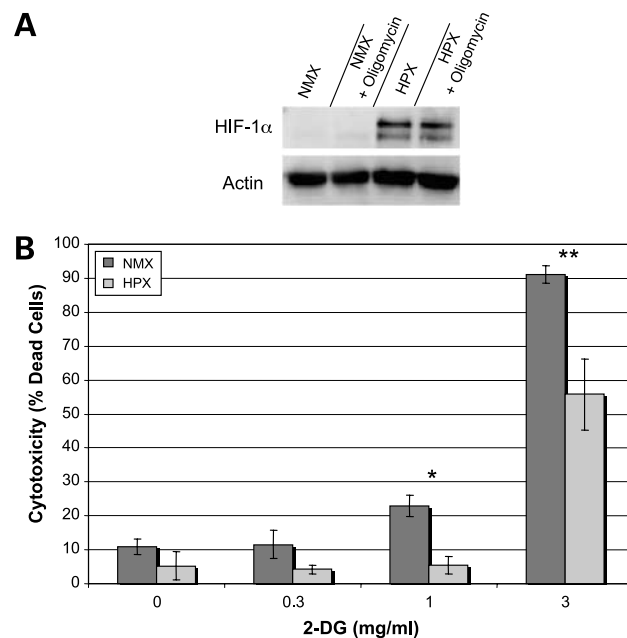 A
NMX
NMX
+ Oligomycin
HPX
HPX
+ Oligomycin
HIF-1α
Actin
B
100
90
80
70
60
50
40
30
20
10
0
Cytotoxicity (% Dead Cells)
NMX
HPX
*
**
0
0.3
1
3
2-DG (mg/ml)